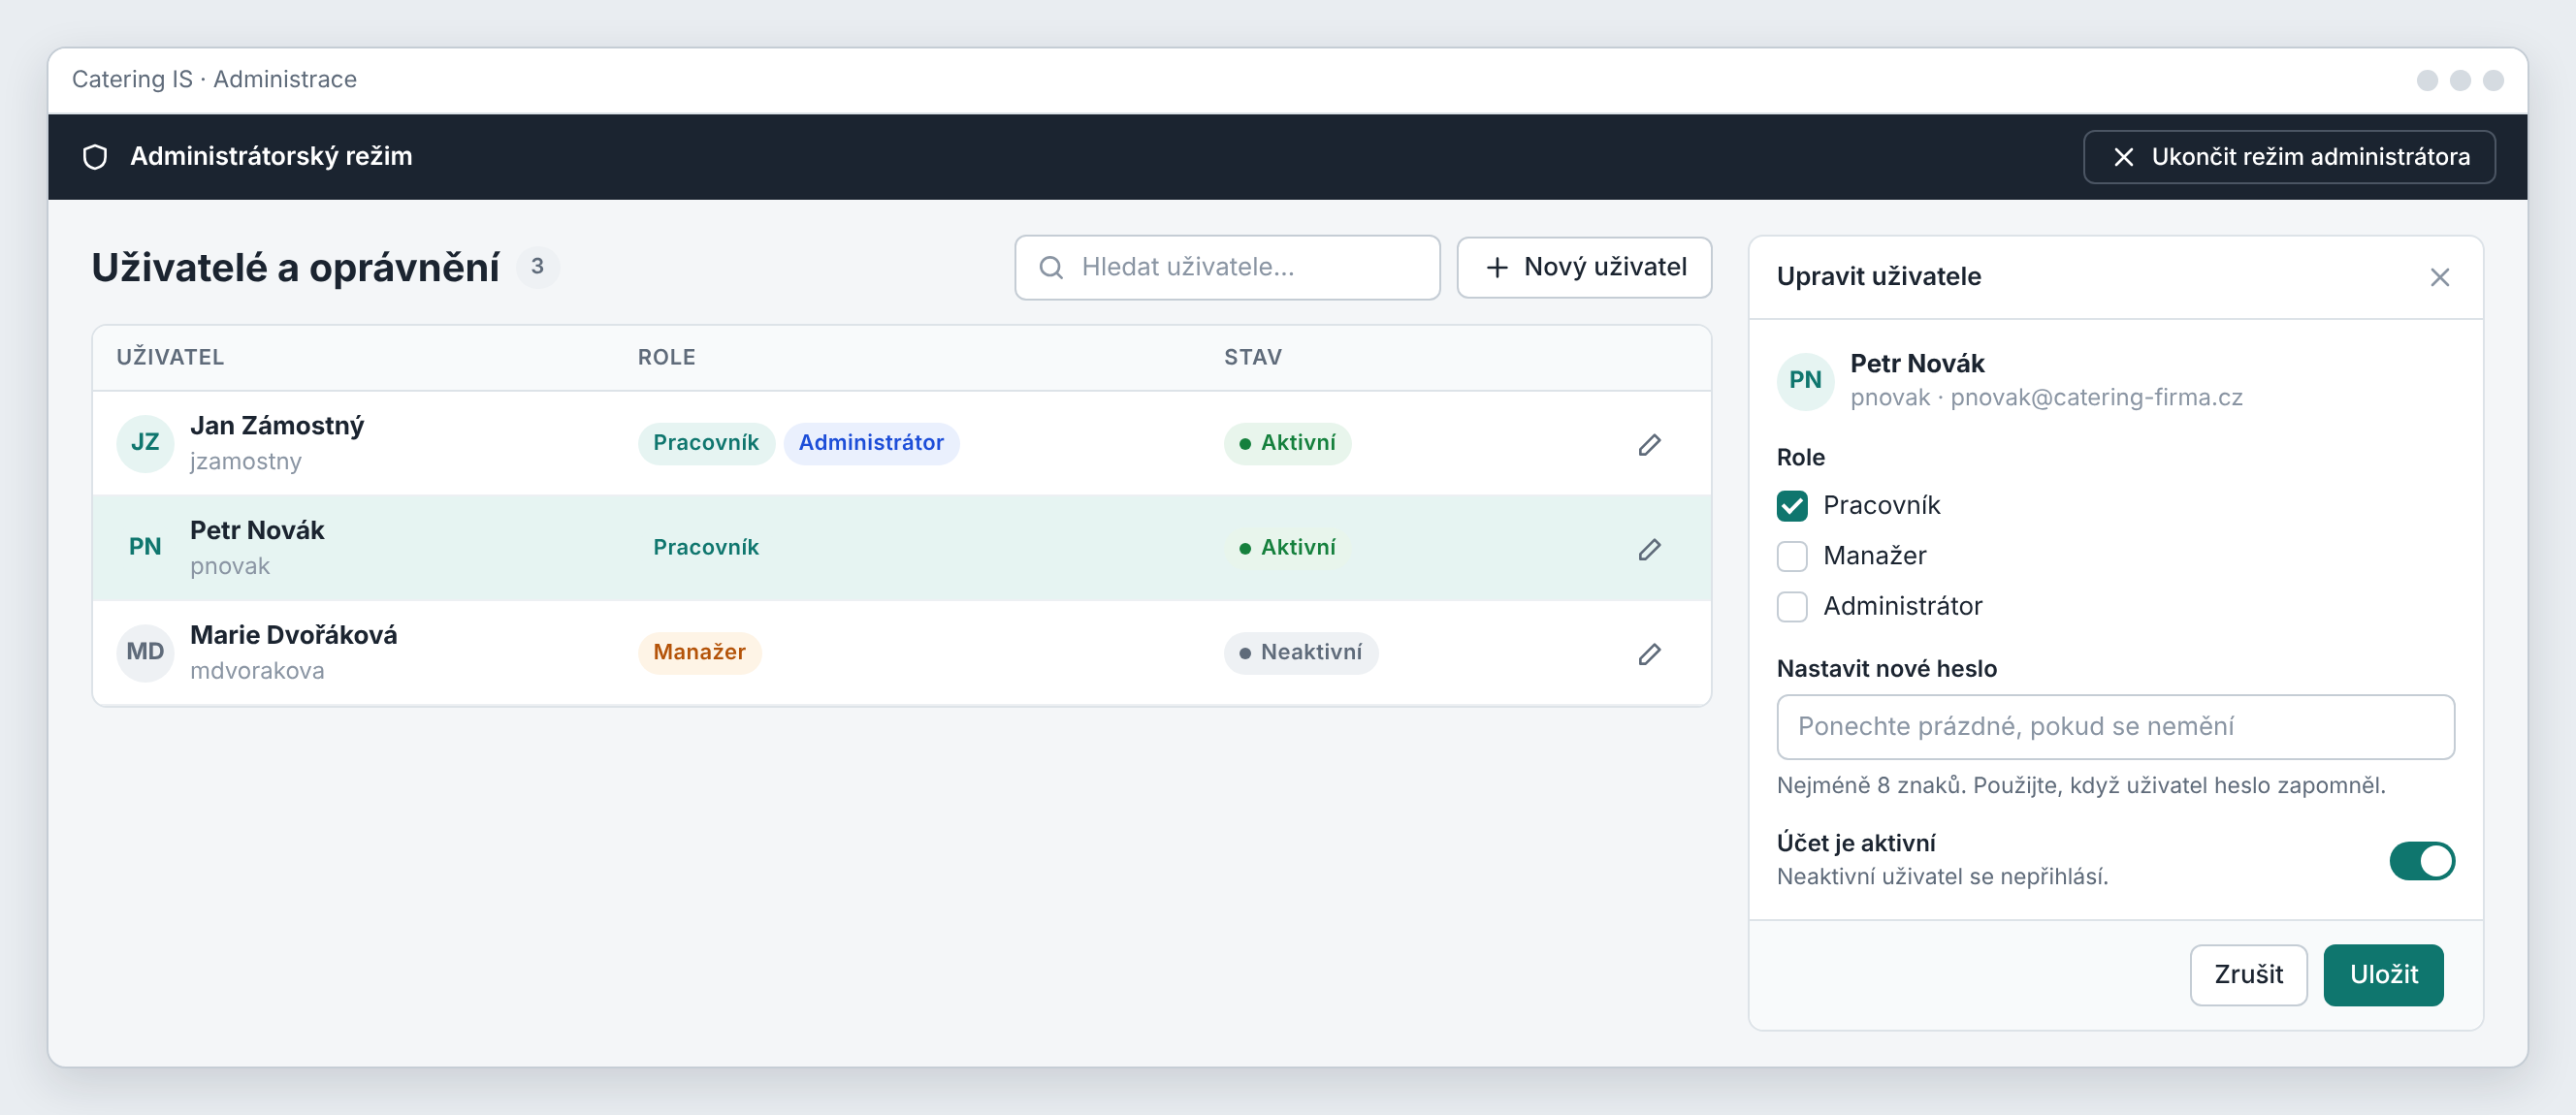 Catering IS · Administrace
Administrátorský režim
Ukončit režim administrátora
Uživatelé a oprávnění 3
Hledat uživatele...
Nový uživatel
UŽIVATEL ROLE STAV
JZ Jan Zámostný
jzamostny
Pracovník Administrátor Aktivní
PN Petr Novák
pnovak
Pracovník Aktivní
MD Marie Dvořáková
mdvorakova
Manažer Neaktivní
Upravit uživatele
PN Petr Novák
pnovak · pnovak@catering-firma.cz
Role
Pracovník
Manažer
Administrátor
Nastavit nové heslo
Ponechte prázdné, pokud se nemění
Nejméně 8 znaků. Použijte, když uživatel heslo zapomněl.
Účet je aktivní
Neaktivní uživatel se nepřihlásí.
Zrušit Uložit